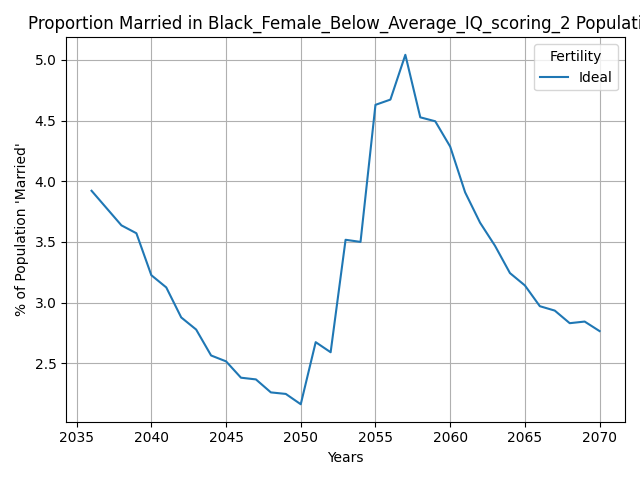 Proportion Married in Black_Female_Below_Average_IQ_scoring_2
% of Population 'Married'
5.0
4.5
4.0
3.5
3.0
2.5
Fertility
Ideal
2035 2040 2045 2050 2055 2060 2065 2070
Years